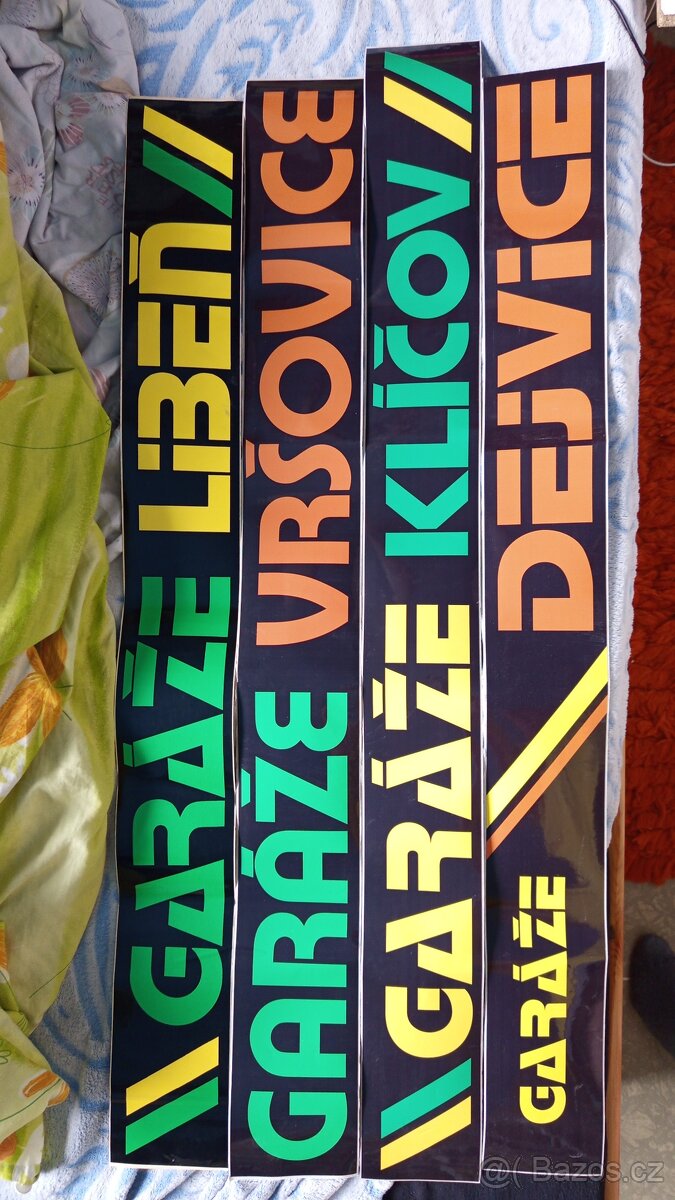 GARÁŽE LIBEŇ
GARÁŽE VRŠOVICE
GARÁŽE KLÍČOV
GARÁŽE DEJVICE
@( Bazos.cz